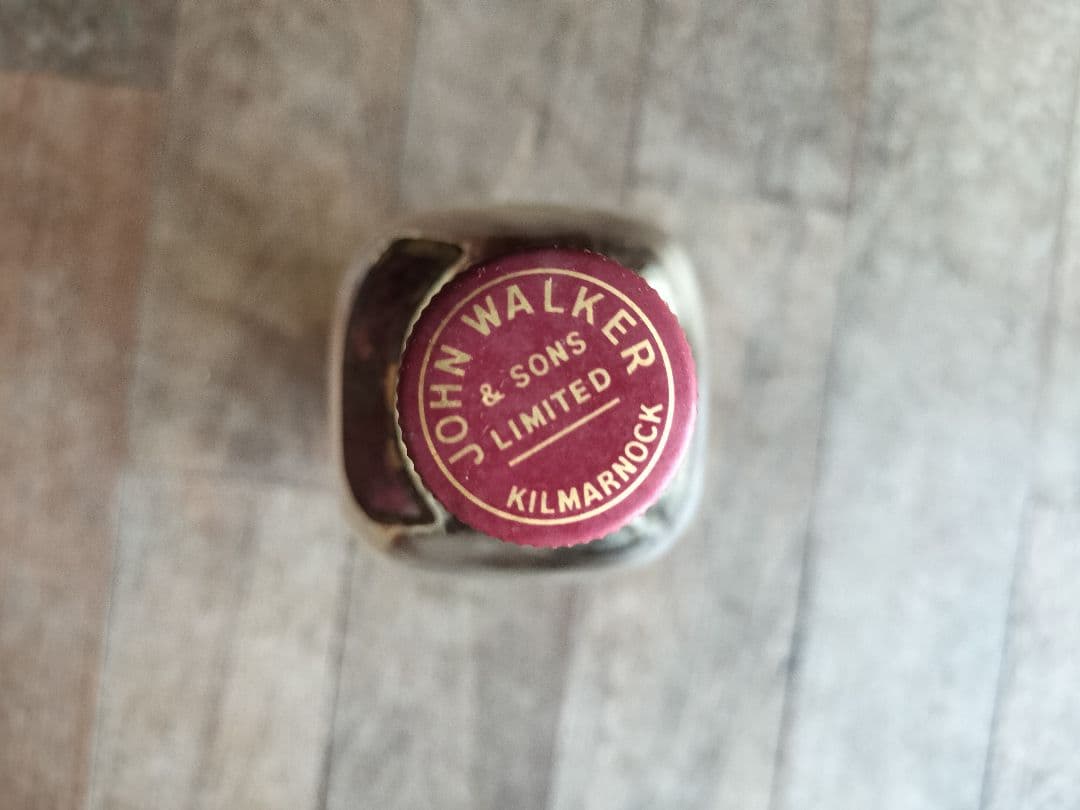 JOHN WALKER
& SONS
LIMITED
KILMARNOCK